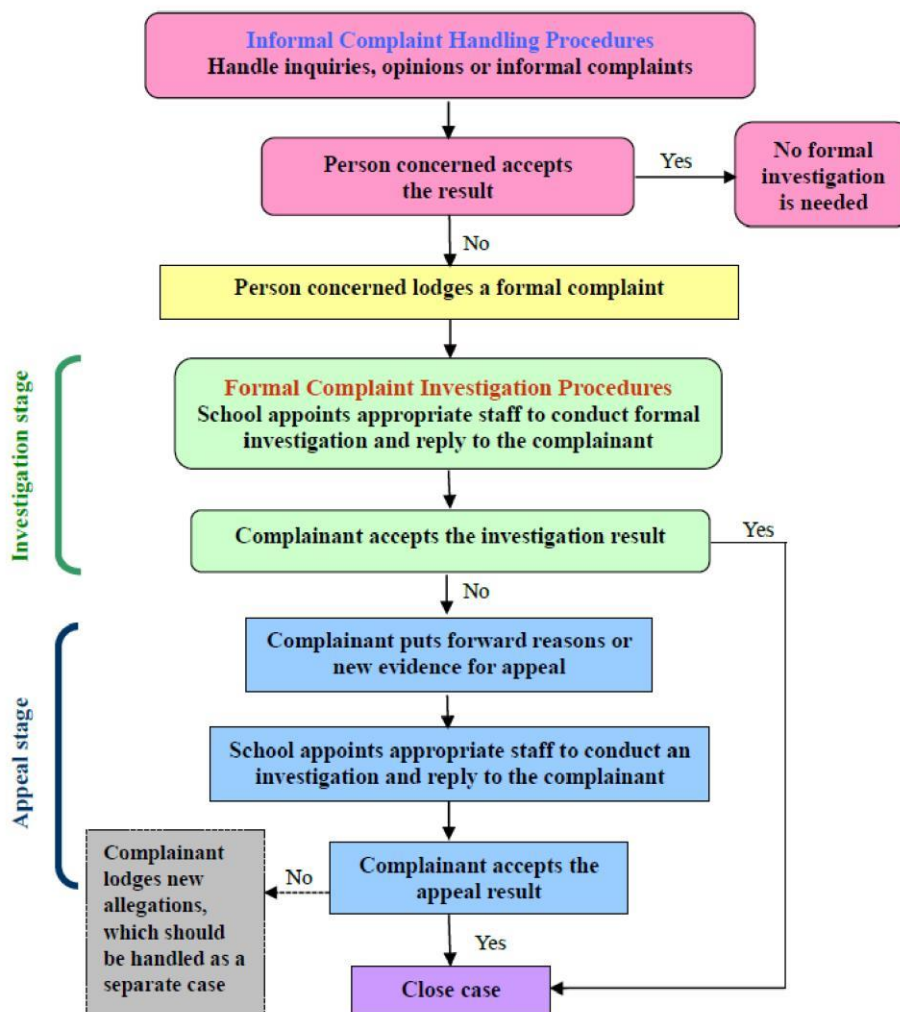 Informal Complaint Handling Procedures
Handle inquiries, opinions or informal complaints
Person concerned accepts
the result
Yes
No formal
investigation
is needed
No
Person concerned lodges a formal complaint
Investigation stage
Formal Complaint Investigation Procedures
School appoints appropriate staff to conduct formal
investigation and reply to the complainant
Complainant accepts the investigation result
Yes
No
Appeal stage
Complainant puts forward reasons or
new evidence for appeal
School appoints appropriate staff to conduct an
investigation and reply to the complainant
Complainant accepts the
appeal result
No
Complainant
lodges new
allegations,
which should
be handled as a
separate case
Yes
Close case